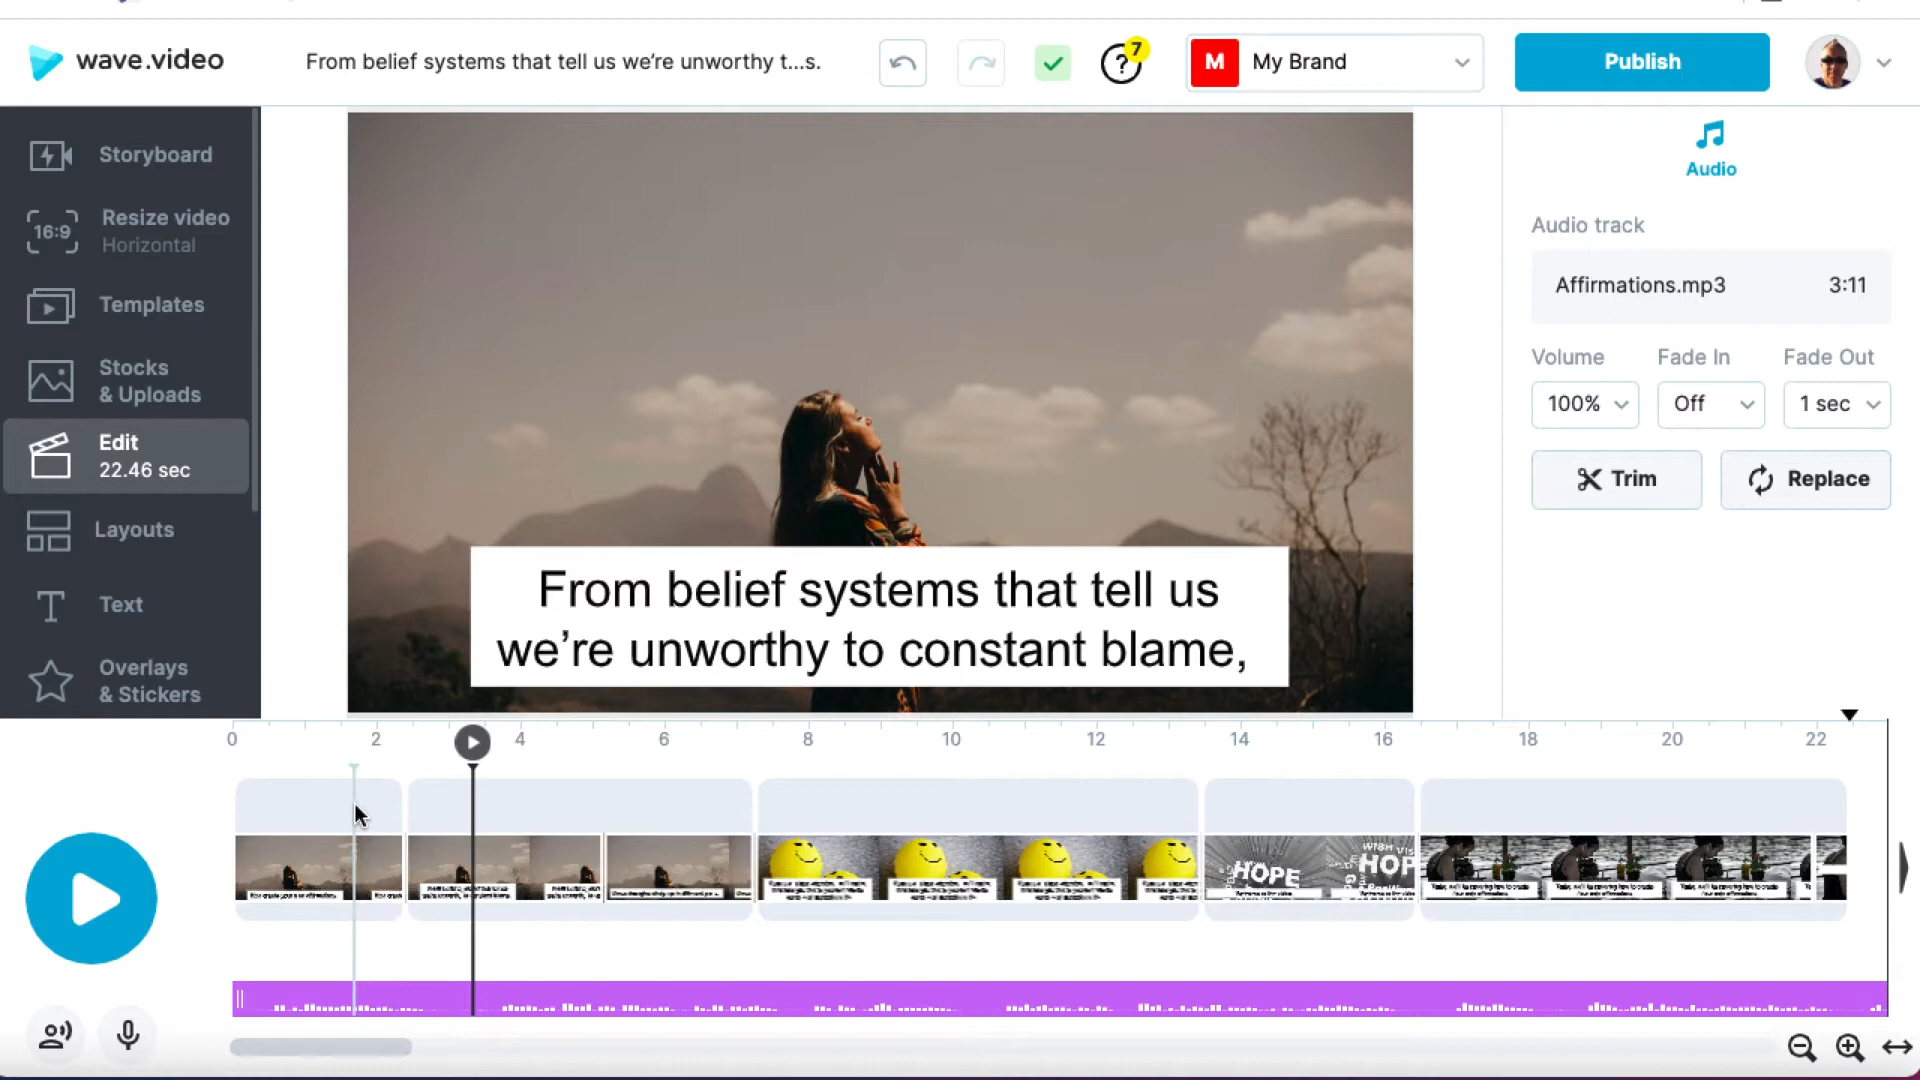 wave.video
From belief systems that tell us we're unworthy t...s.
7
M
My Brand
Publish
Storyboard
16:9
Resize video
Horizontal
Templates
Stocks
& Uploads
Edit
22.46 sec
Layouts
Text
Overlays
& Stickers
From belief systems that tell us
we're unworthy to constant blame,
Audio
Audio track
Affirmations.mp3
3:11
Volume
Fade In
Fade Out
100%
Off
1 sec
Trim
Replace
0 2 4 6 8 10 12 14 16 18 20 22
HOPE
WISH
HOP